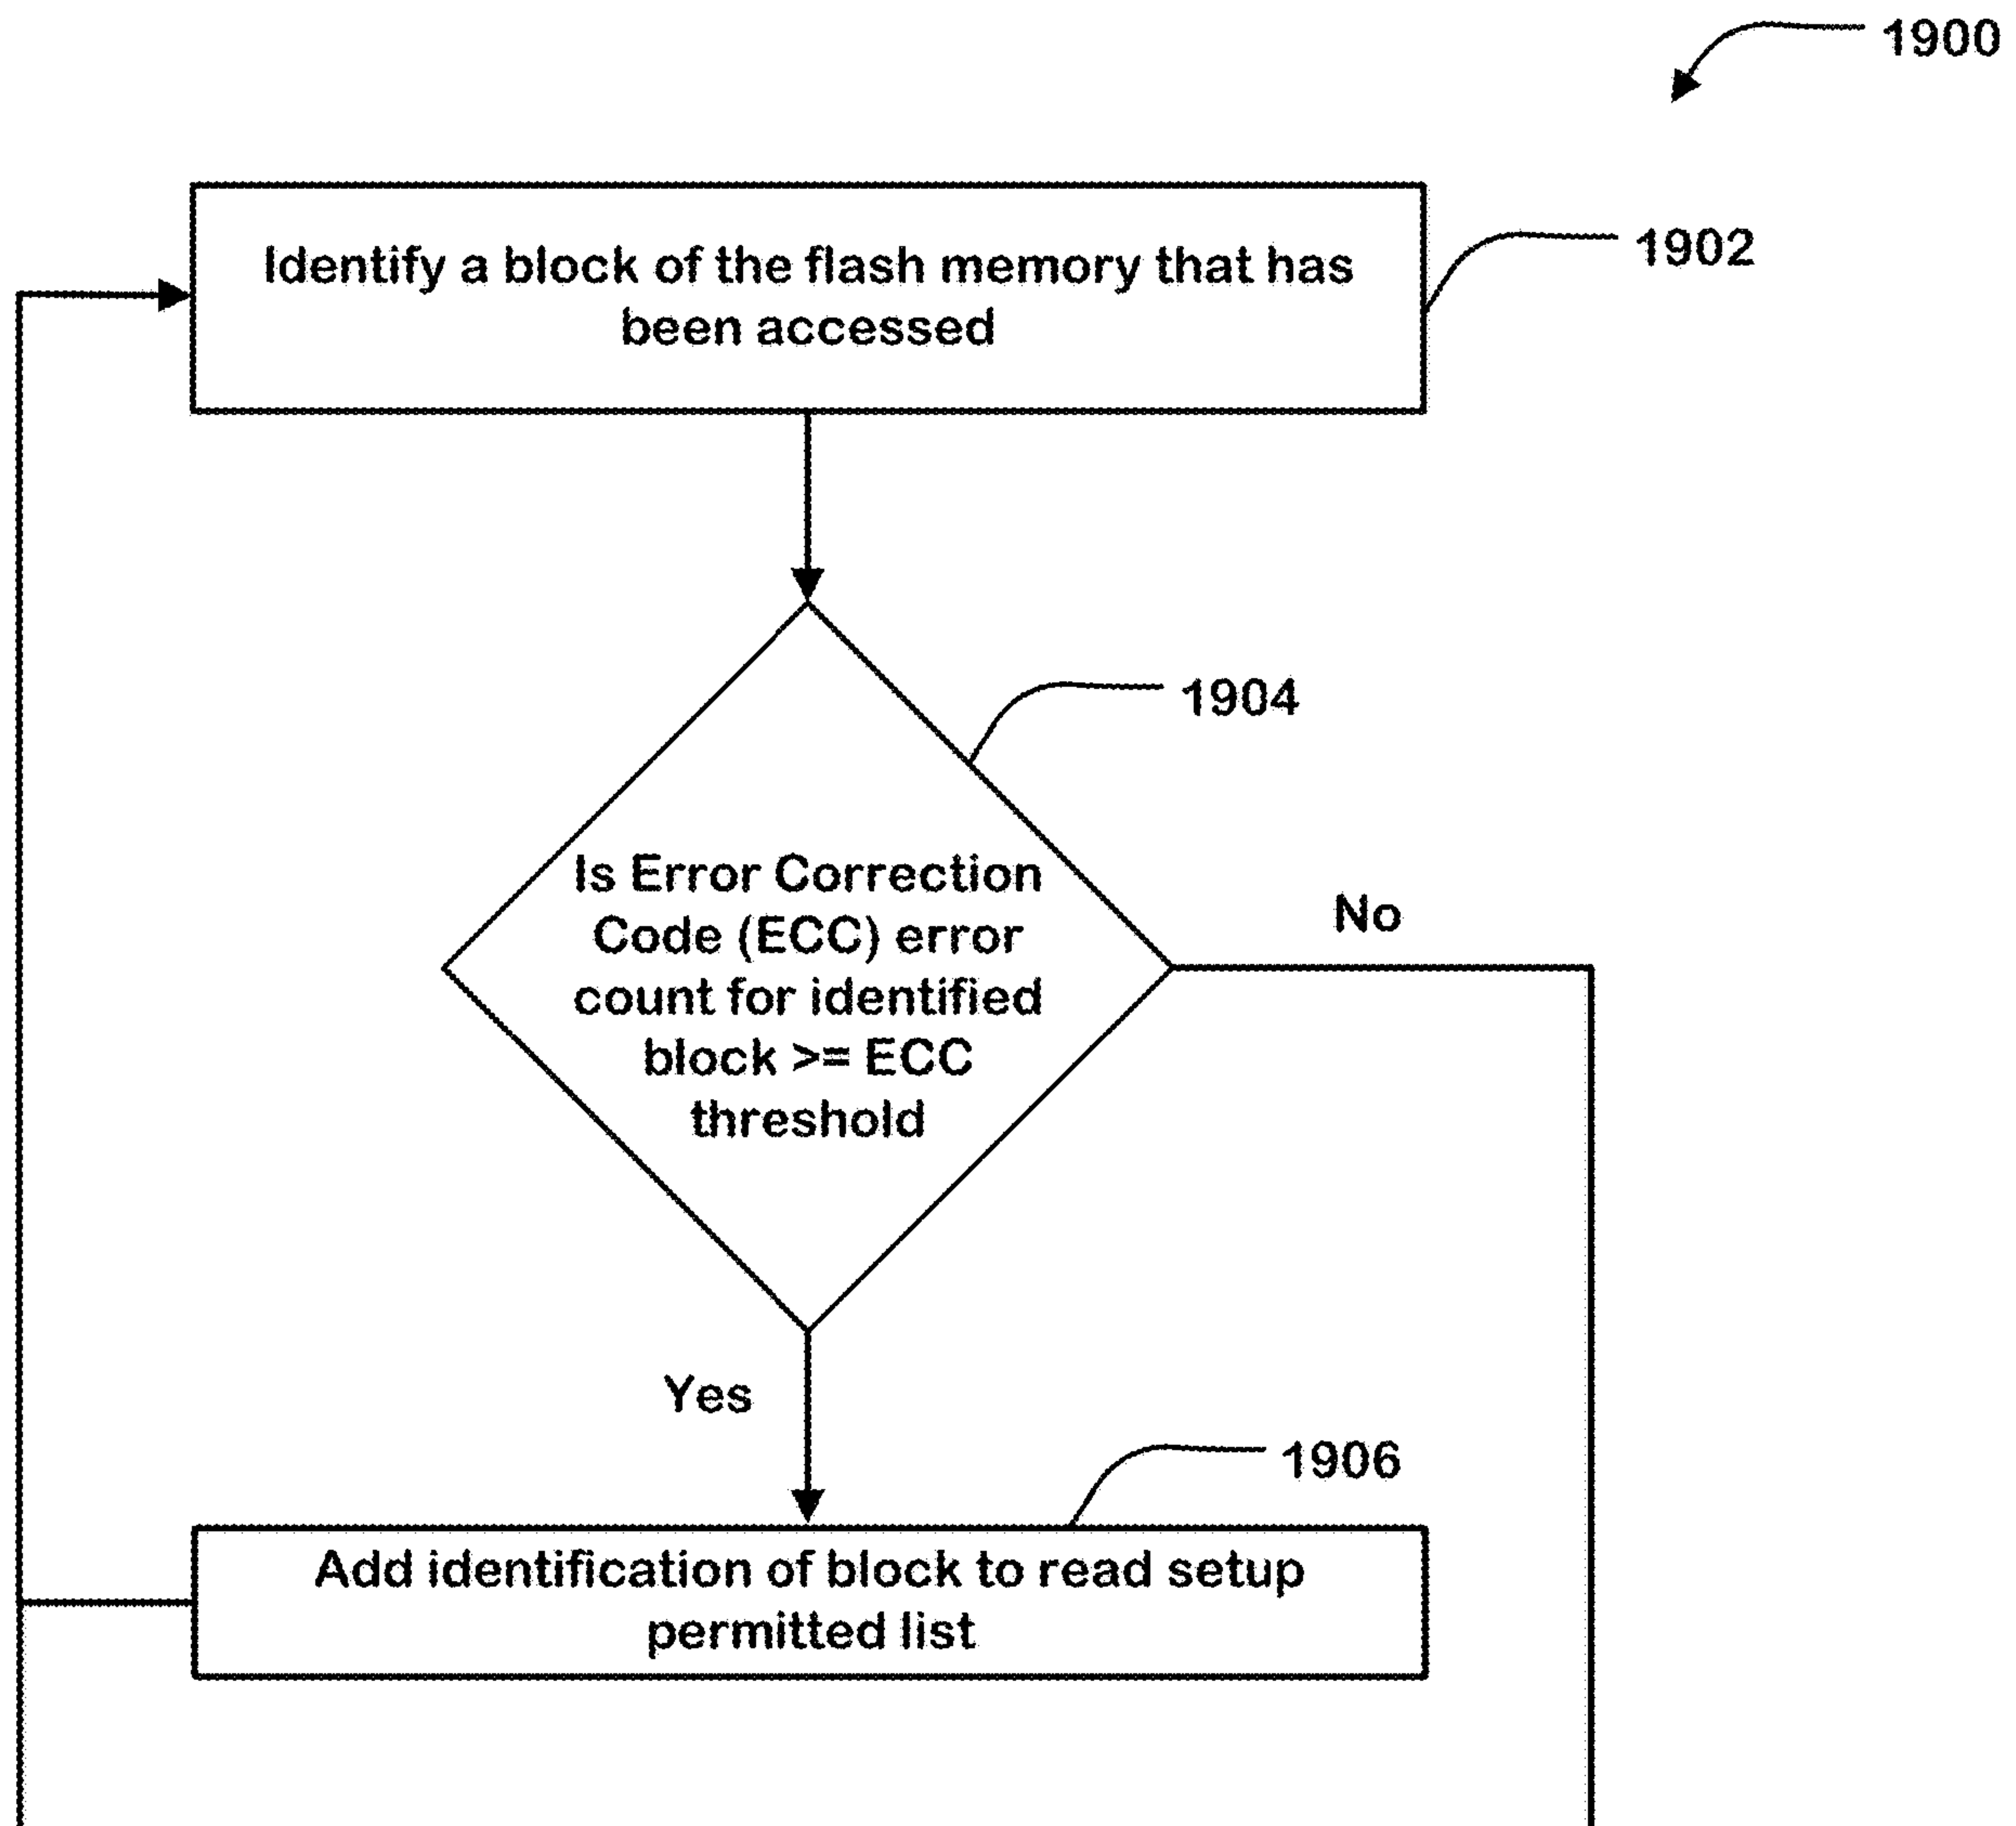 1900
Identify a block of the flash memory that has
been accessed
1902
1904
Is Error Correction
Code (ECC) error
count for identified
block >= ECC
threshold
No
Yes
1906
Add identification of block to read setup
permitted list